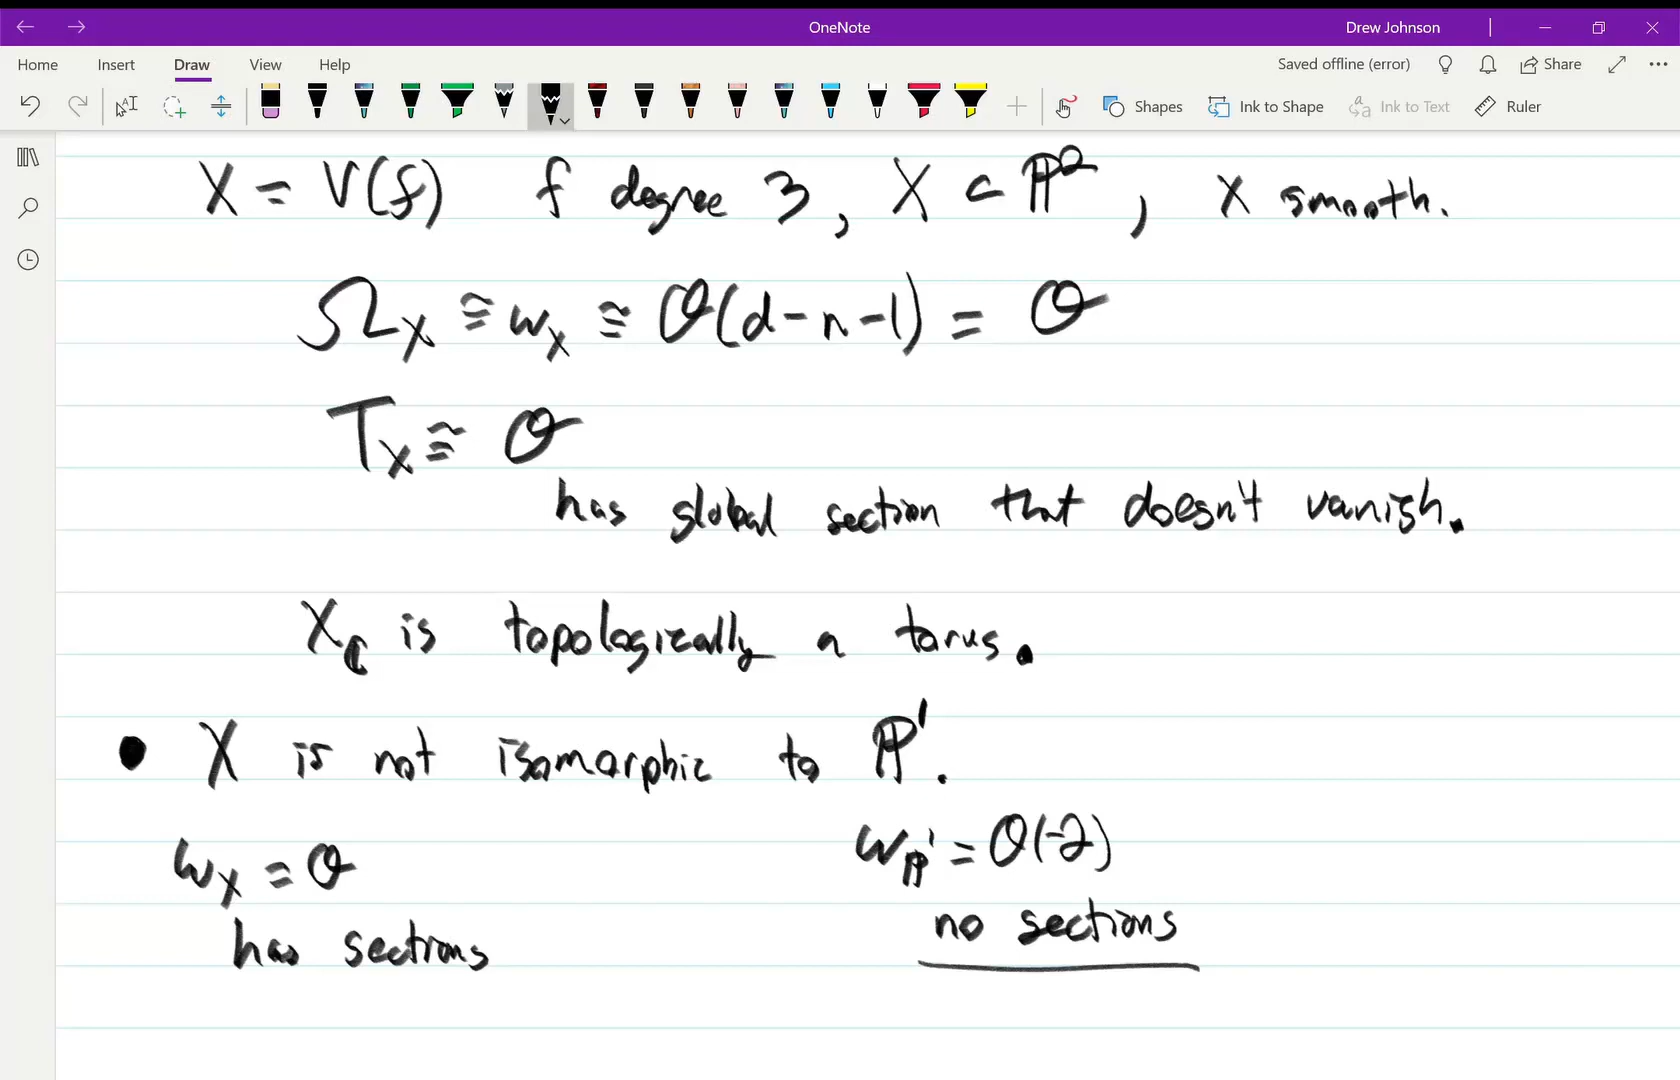 OneNote
Drew Johnson
Home Insert Draw View Help
Saved offline (error) Share
Shapes Ink to Shape Ink to Text Ruler
X = V(f) f degree 3, X ⊂ ℙ², X smooth.
Ω_X ≅ ω_X ≅ 𝒪(d-n-1) = 𝒪
T_X ≅ 𝒪
has global section that doesn't vanish.
X_ℂ is topologically a torus.
• X is not isomorphic to ℙ¹.
ω_X = 𝒪
ω_ℙ¹ = 𝒪(-2)
has sections
no sections